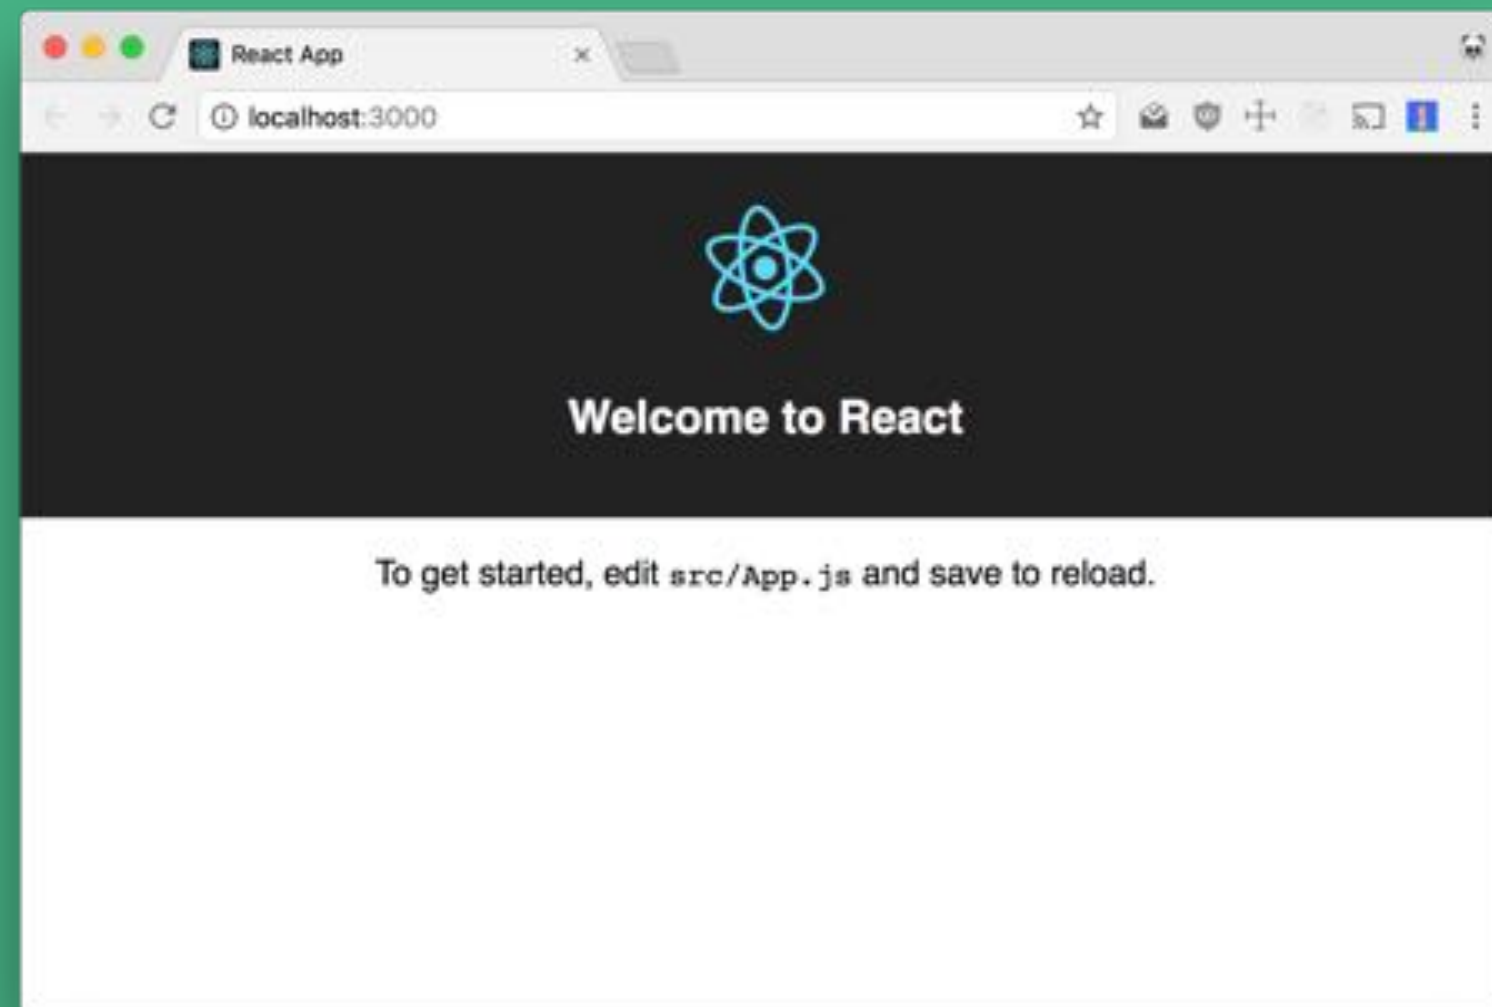 React App
localhost:3000
Welcome to React
To get started, edit src/App.js and save to reload.